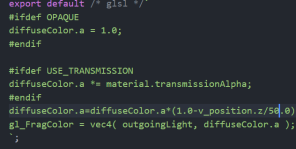 export default /* glsl */`
#ifdef OPAQUE
diffuseColor.a = 1.0;
#endif
#ifdef USE_TRANSMISSION
diffuseColor.a *= material.transmissionAlpha;
#endif
diffuseColor.a=diffuseColor.a*(1.0-v_position.z/50.0)
gl_FragColor = vec4( outgoingLight, diffuseColor.a );
`;